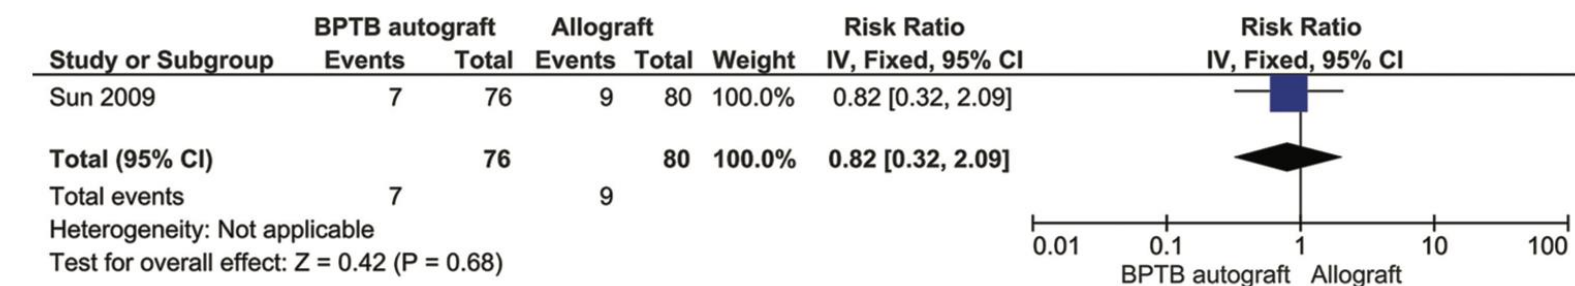 BPTB autograft Allograft Risk Ratio Risk Ratio
Study or Subgroup Events Total Events Total Weight IV, Fixed, 95% CI IV, Fixed, 95% CI
Sun 2009 7 76 9 80 100.0% 0.82 [0.32, 2.09]
Total (95% CI) 76 80 100.0% 0.82 [0.32, 2.09]
Total events 7 9
Heterogeneity: Not applicable
Test for overall effect: Z = 0.42 (P = 0.68)
0.01 0.1 1 10 100
BPTB autograft Allograft